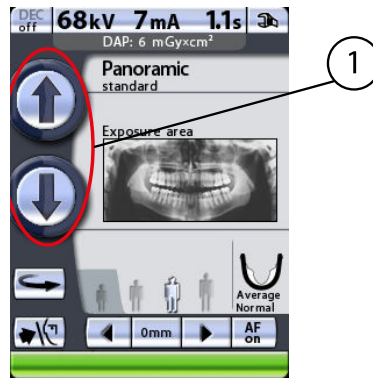 DEC off 68kV 7mA 1.1s
DAP: 6 mGy×cm²
Panoramic
standard
Exposure area
Average
Normal
0mm AF on
1